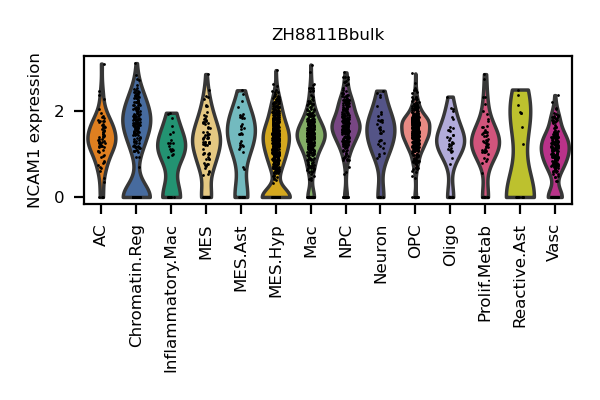 ZH8811Bbulk
NCAM1 expression
2
0
AC
Chromatin.Reg
Inflammatory.Mac
MES
MES.Ast
MES.Hyp
Mac
NPC
Neuron
OPC
Oligo
Prolif.Metab
Reactive.Ast
Vasc